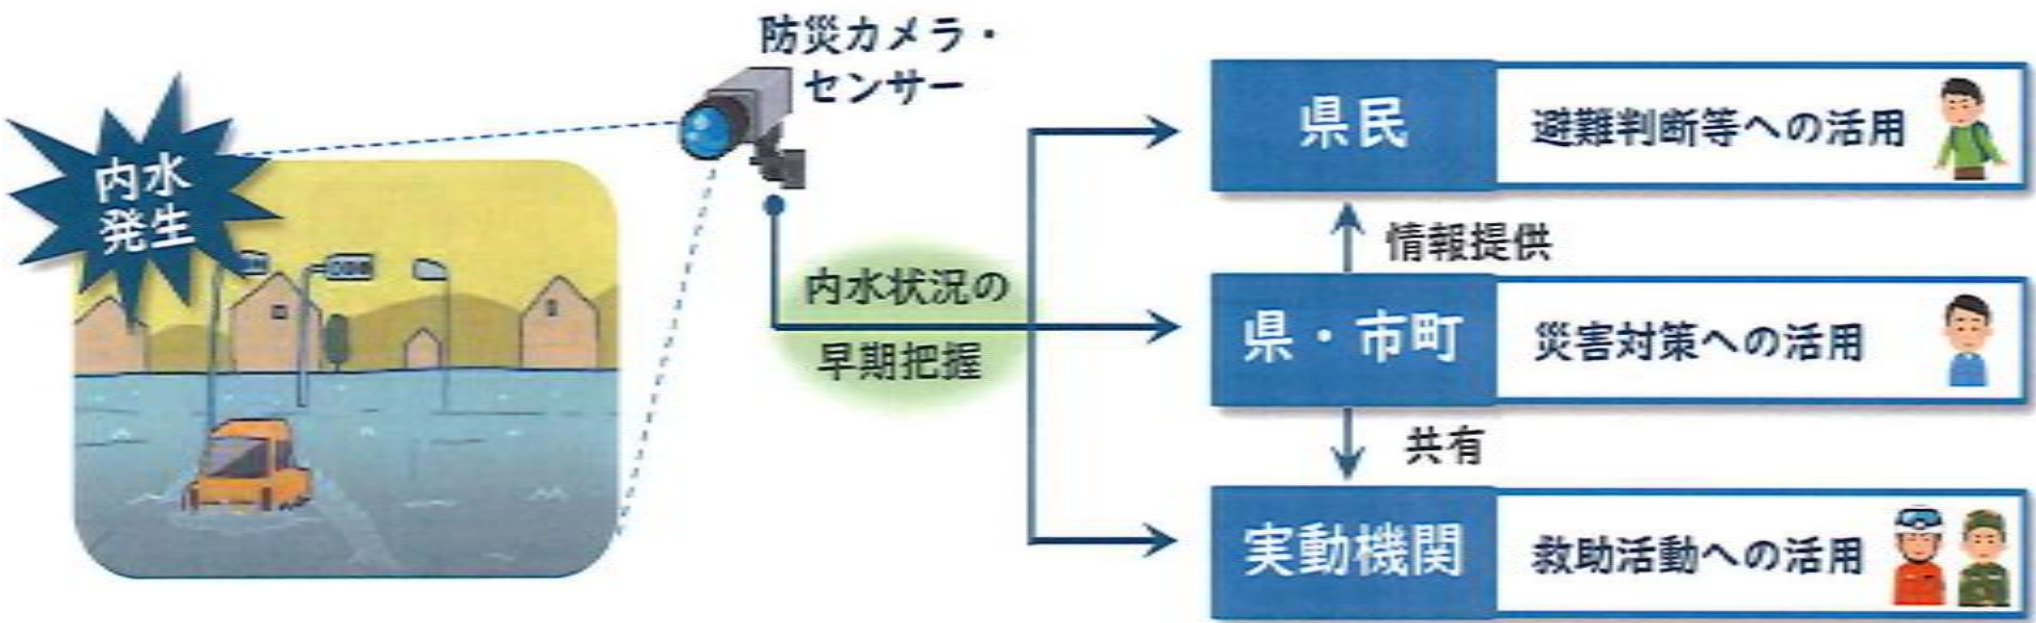 防災カメラ・
センサー
内水
発生
内水状況の
早期把握
県民
避難判断等への活用
情報提供
県・市町
災害対策への活用
共有
実動機関
救助活動への活用